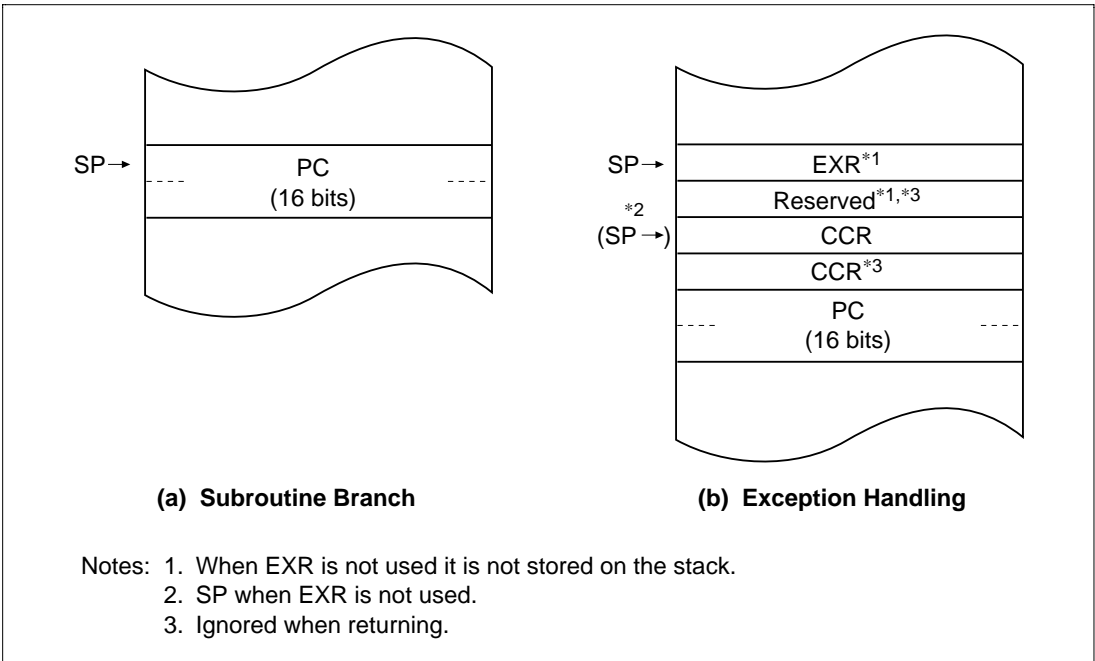 SP→
PC
(16 bits)
(a) Subroutine Branch
SP→
*2
(SP→)
EXR*1
Reserved*1,*3
CCR
CCR*3
PC
(16 bits)
(b) Exception Handling
Notes: 1. When EXR is not used it is not stored on the stack.
2. SP when EXR is not used.
3. Ignored when returning.